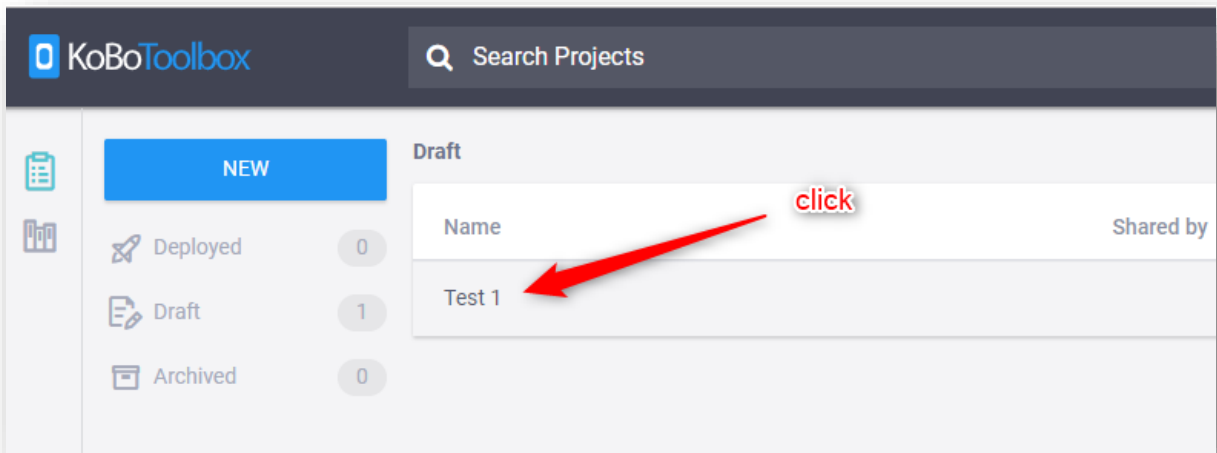 KoBoToolbox
Search Projects
NEW
Deployed 0
Draft 1
Archived 0
Draft
click
Name Shared by
Test 1